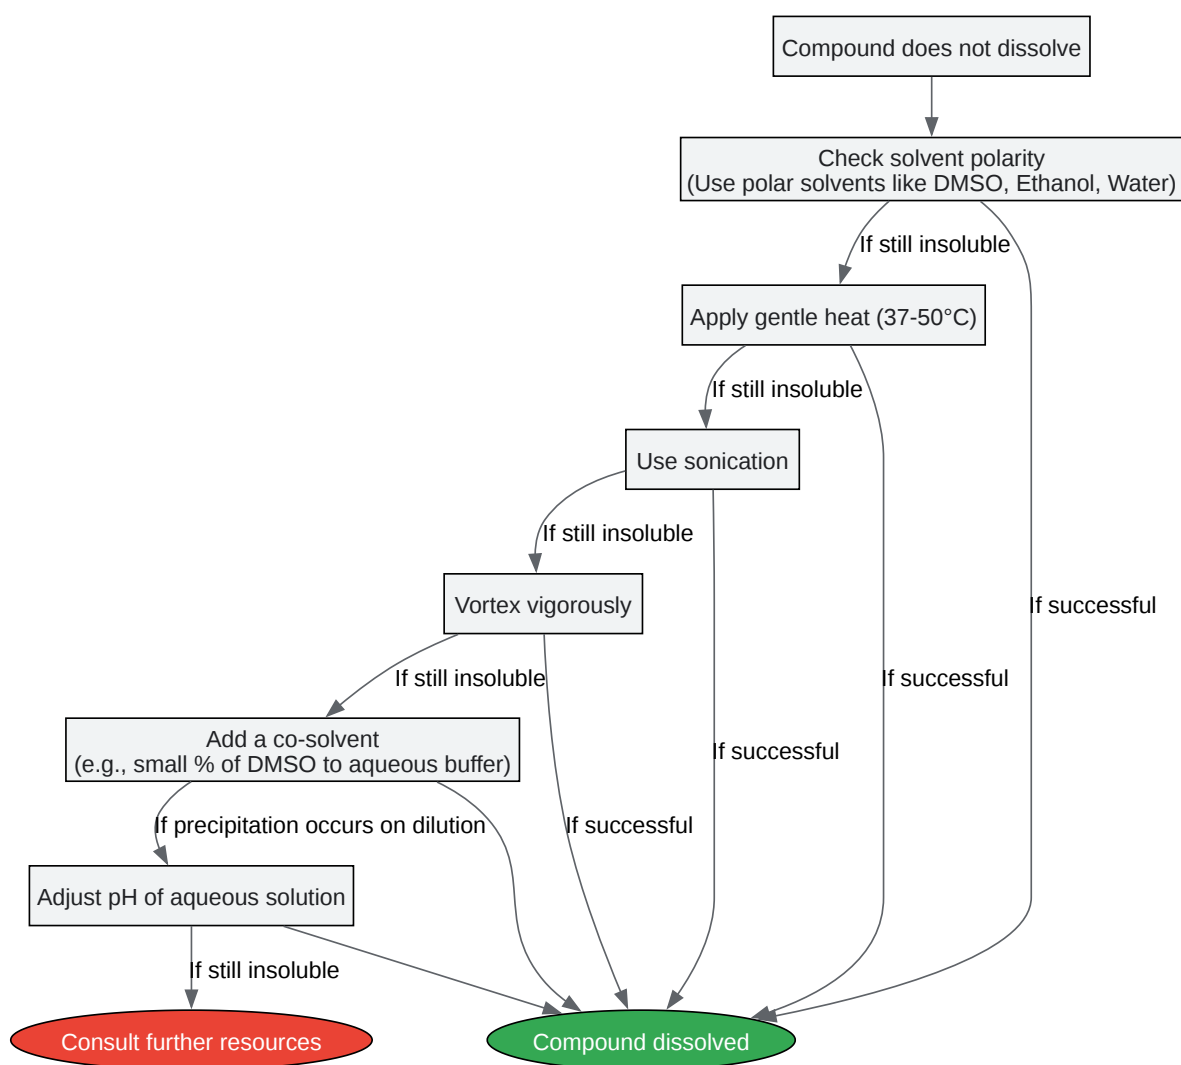 Compound does not dissolve
Check solvent polarity
(Use polar solvents like DMSO, Ethanol, Water)
If still insoluble
Apply gentle heat (37-50°C)
If still insoluble
Use sonication
If still insoluble
Vortex vigorously
If successful
If still insoluble
If successful
Add a co-solvent
(e.g., small % of DMSO to aqueous buffer)
If successful
If precipitation occurs on dilution
If successful
Adjust pH of aqueous solution
If still insoluble
Consult further resources
Compound dissolved